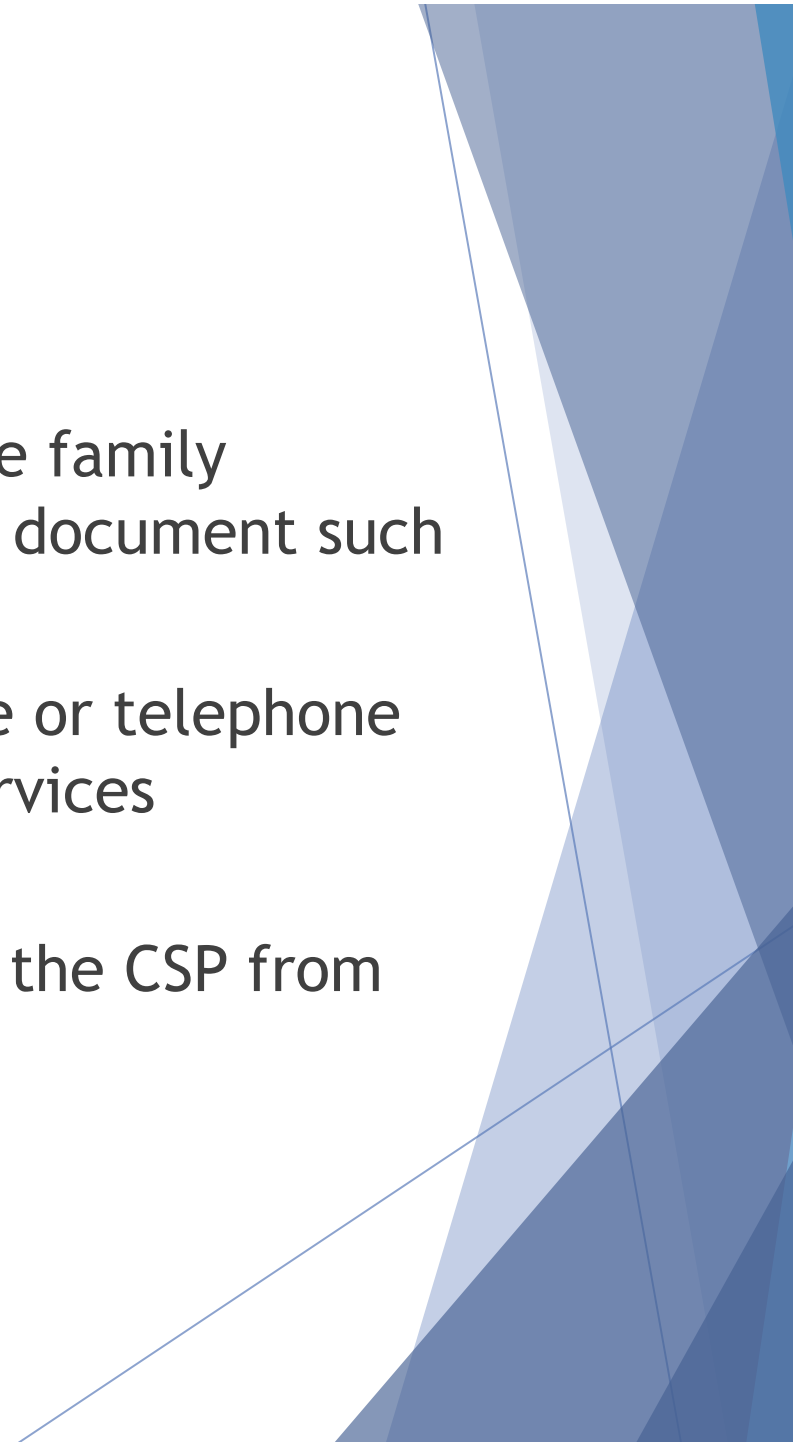 e family
document such
e or telephone
rvices
the CSP from